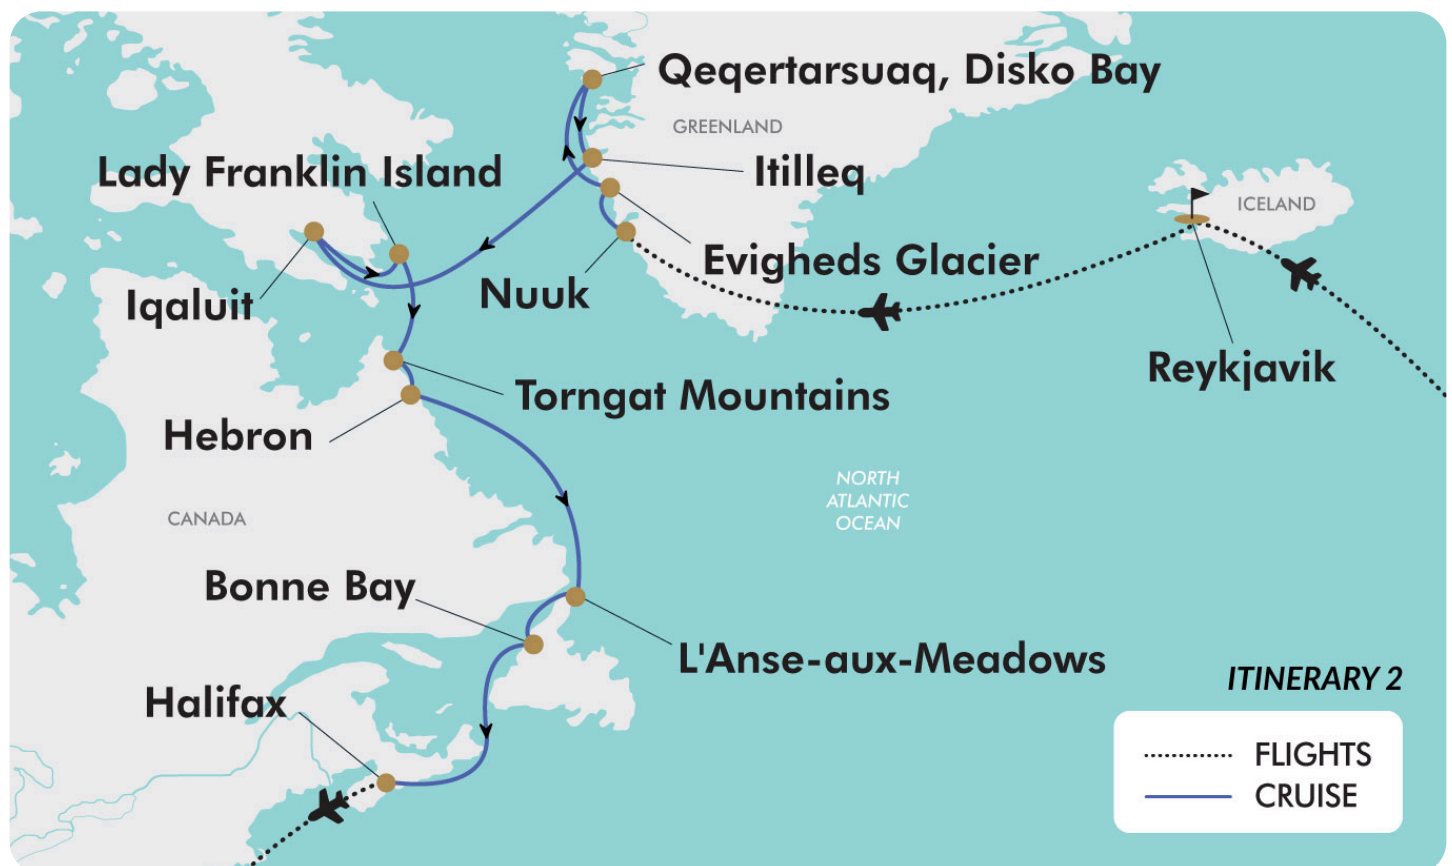 Qeqertarsuaq, Disko Bay
GREENLAND
Lady Franklin Island
Itilleq
ICELAND
Evigheds Glacier
Nuuk
Iqaluit
Reykjavik
Torngat Mountains
Hebron
NORTH
ATLANTIC
OCEAN
CANADA
Bonne Bay
L'Anse-aux-Meadows
Halifax
ITINERARY 2
FLIGHTS
CRUISE